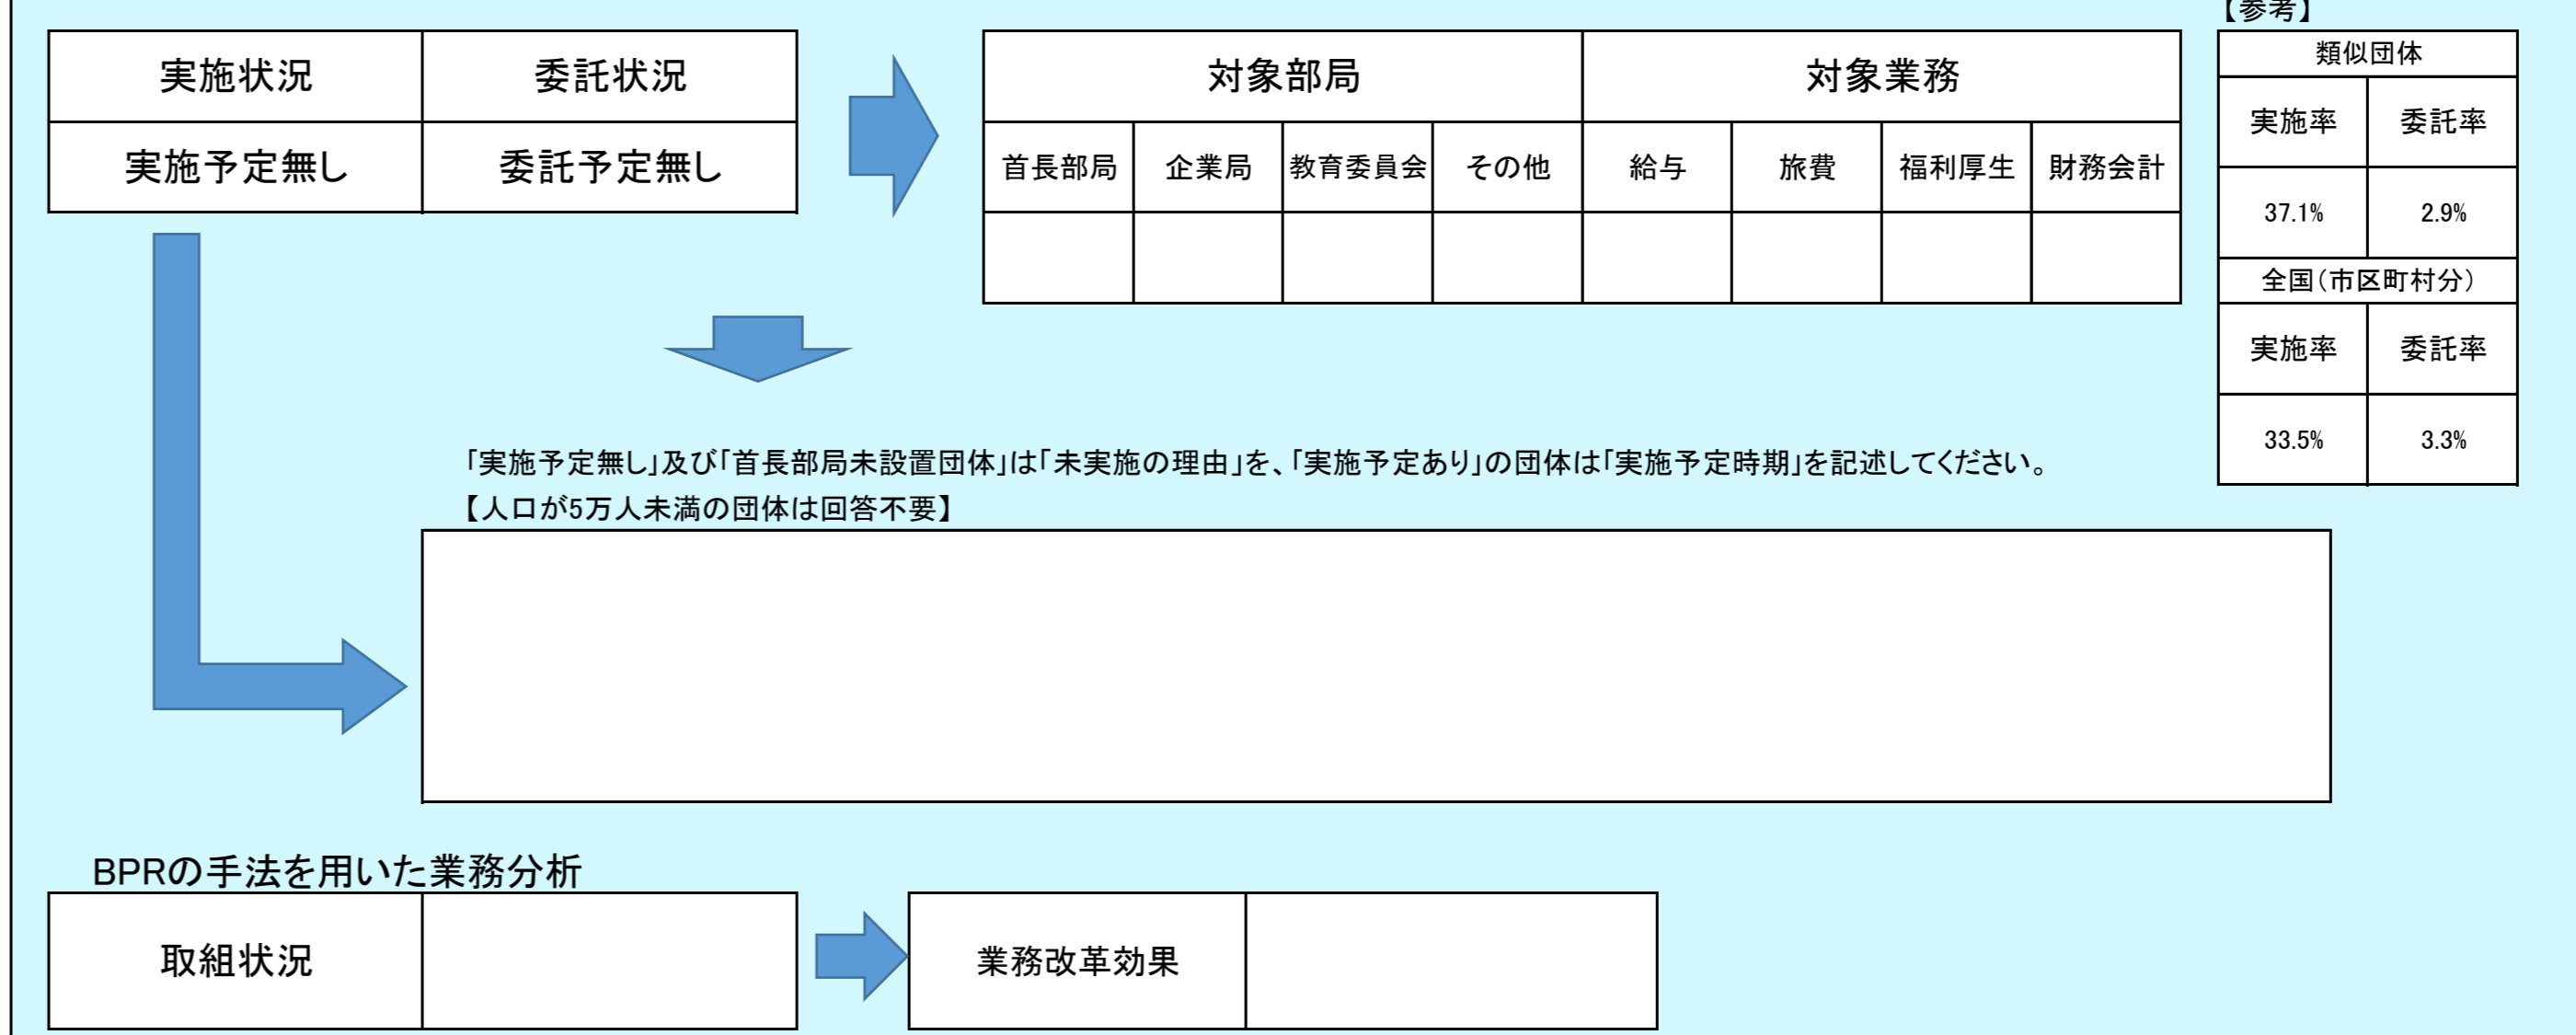 【参考】
実施状況 委託状況
実施予定無し 委託予定無し
対象部局 対象業務
首長部局 企業局 教育委員会 その他 給与 旅費 福利厚生 財務会計
類似団体
実施率 委託率
37.1% 2.9%
全国(市区町村分)
実施率 委託率
33.5% 3.3%
「実施予定無し」及び「首長部局未設置団体」は「未実施の理由」を、「実施予定あり」の団体は「実施予定時期」を記述してください。
【人口が5万人未満の団体は回答不要】
BPRの手法を用いた業務分析
取組状況 業務改革効果